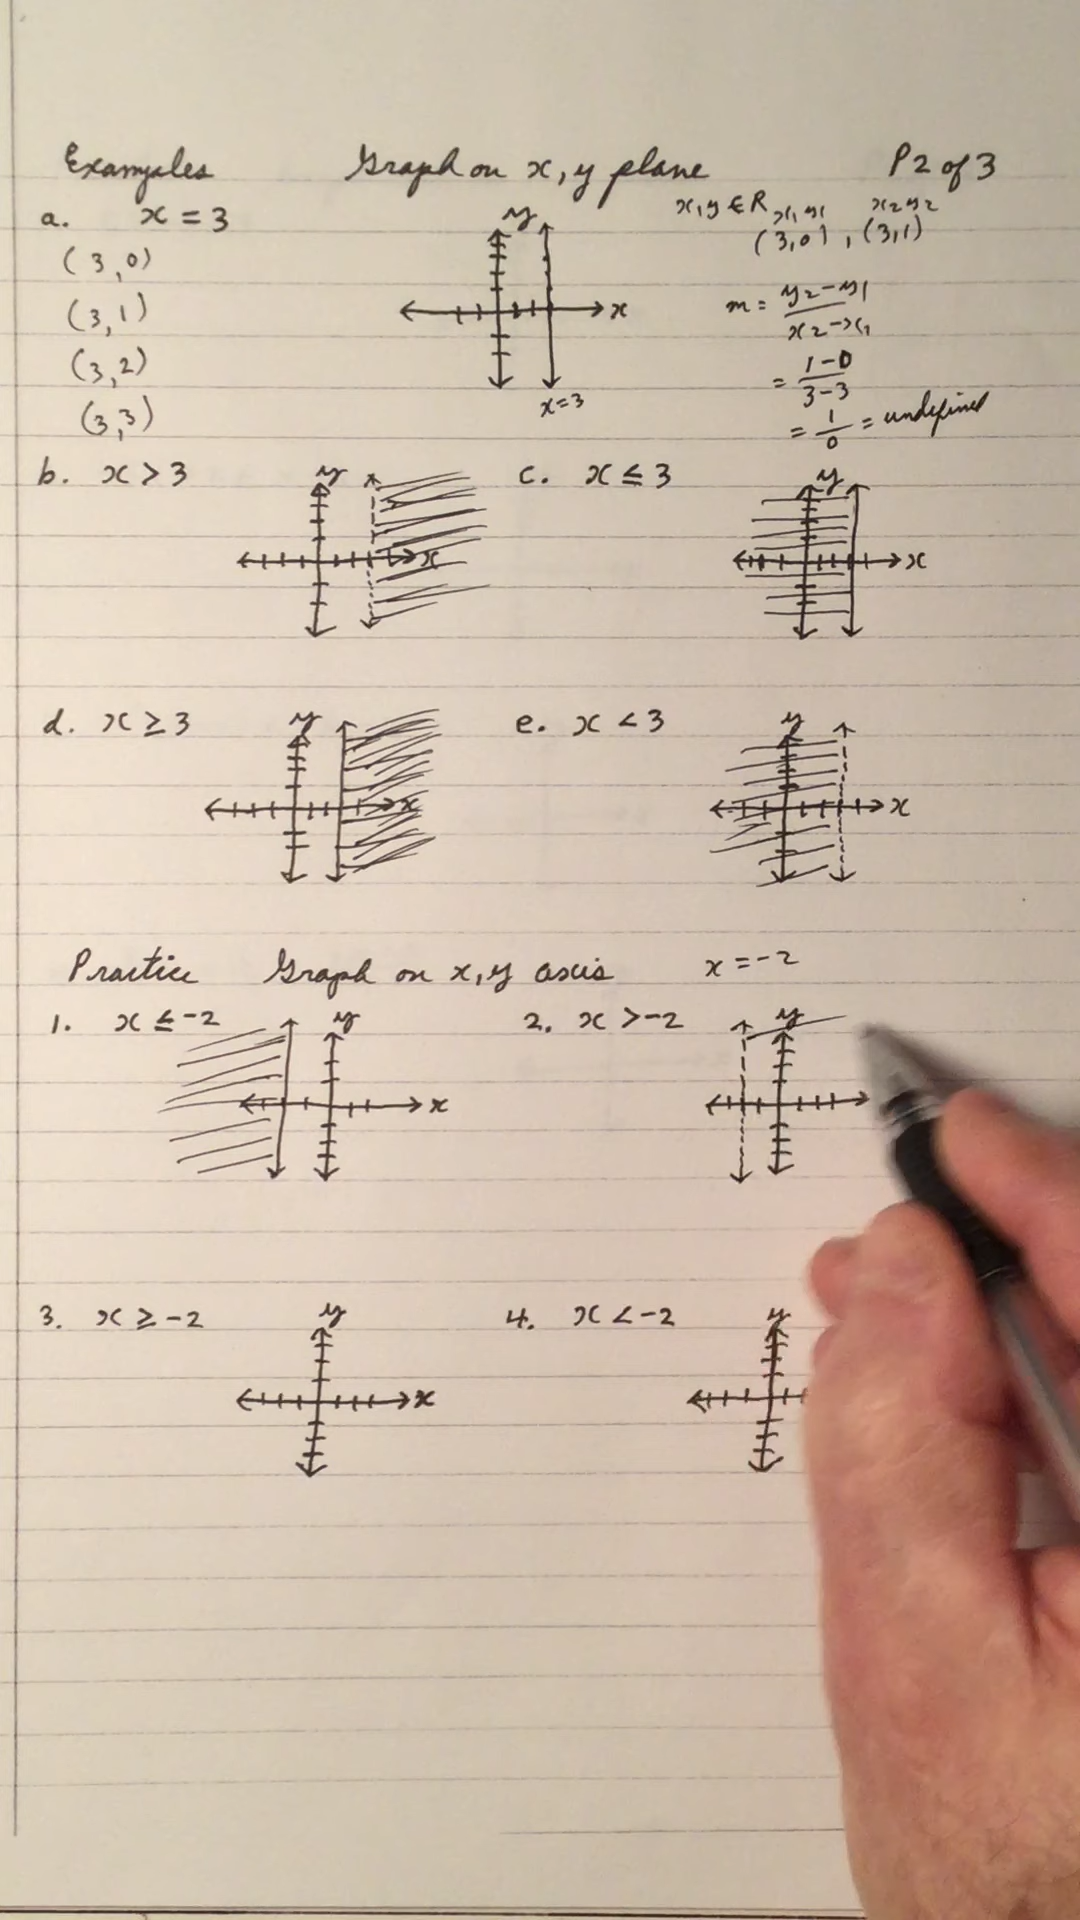 Examples Graph on x, y plane P2 of 3
a. x = 3 y x,y ∈ R x1 y1 x2 y2
(3,0) (3,0), (3,1)
(3,1) x m = y2-y1 / x2-x1
(3,2) = 1-0 / 3-3
(3,3) x=3 = 1/0 = undefined
b. x > 3 y x c. x ≤ 3 y x
d. x ≥ 3 y x e. x < 3 y x
Practice Graph on x, y axis x = -2
1. x ≤ -2 y x 2. x > -2 y
3. x ≥ -2 y x 4. x < -2 y